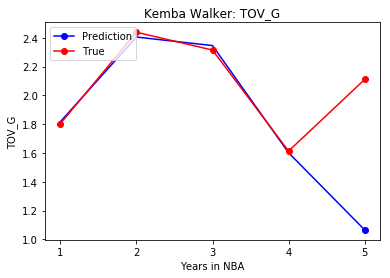 Kemba Walker: TOV_G
Prediction
True
TOV_G
2.4
2.2
2.0
1.8
1.6
1.4
1.2
1.0
1 2 3 4 5
Years in NBA